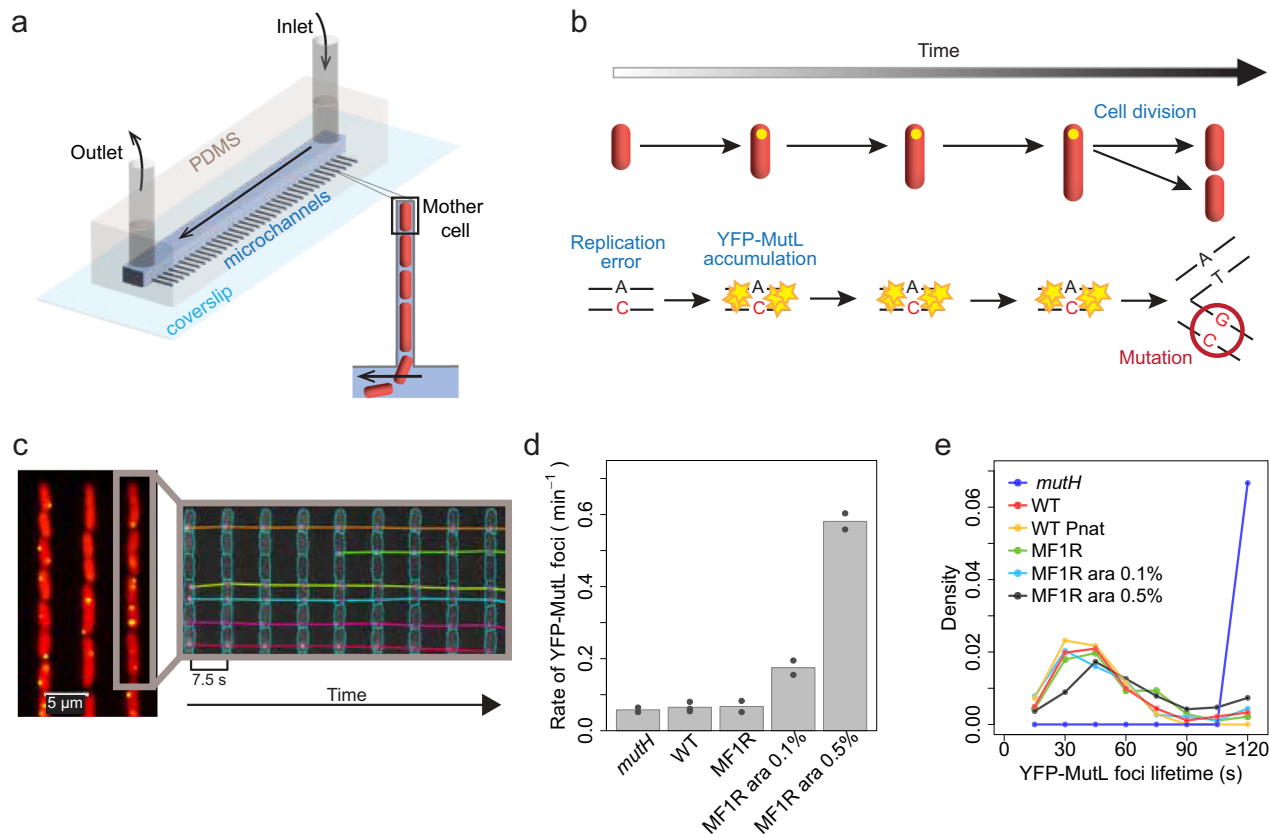 a
Inlet
Outlet
PDMS
microchannels
coverslip
Mother
cell
b
Time
Cell division
Replication
error
YFP-MutL
accumulation
A
C
A
C
A
C
A
C
A
T
G
C
Mutation
c
5 µm
7.5 s
Time
d
Rate of YFP-MutL foci ( min⁻¹)
0.0
0.2
0.4
0.6
mutH
WT
MF1R
MF1R ara 0.1%
MF1R ara 0.5%
e
Density
0.00
0.02
0.04
0.06
mutH
WT
WT Pnat
MF1R
MF1R ara 0.1%
MF1R ara 0.5%
0
30
60
90
≥120
YFP-MutL foci lifetime (s)